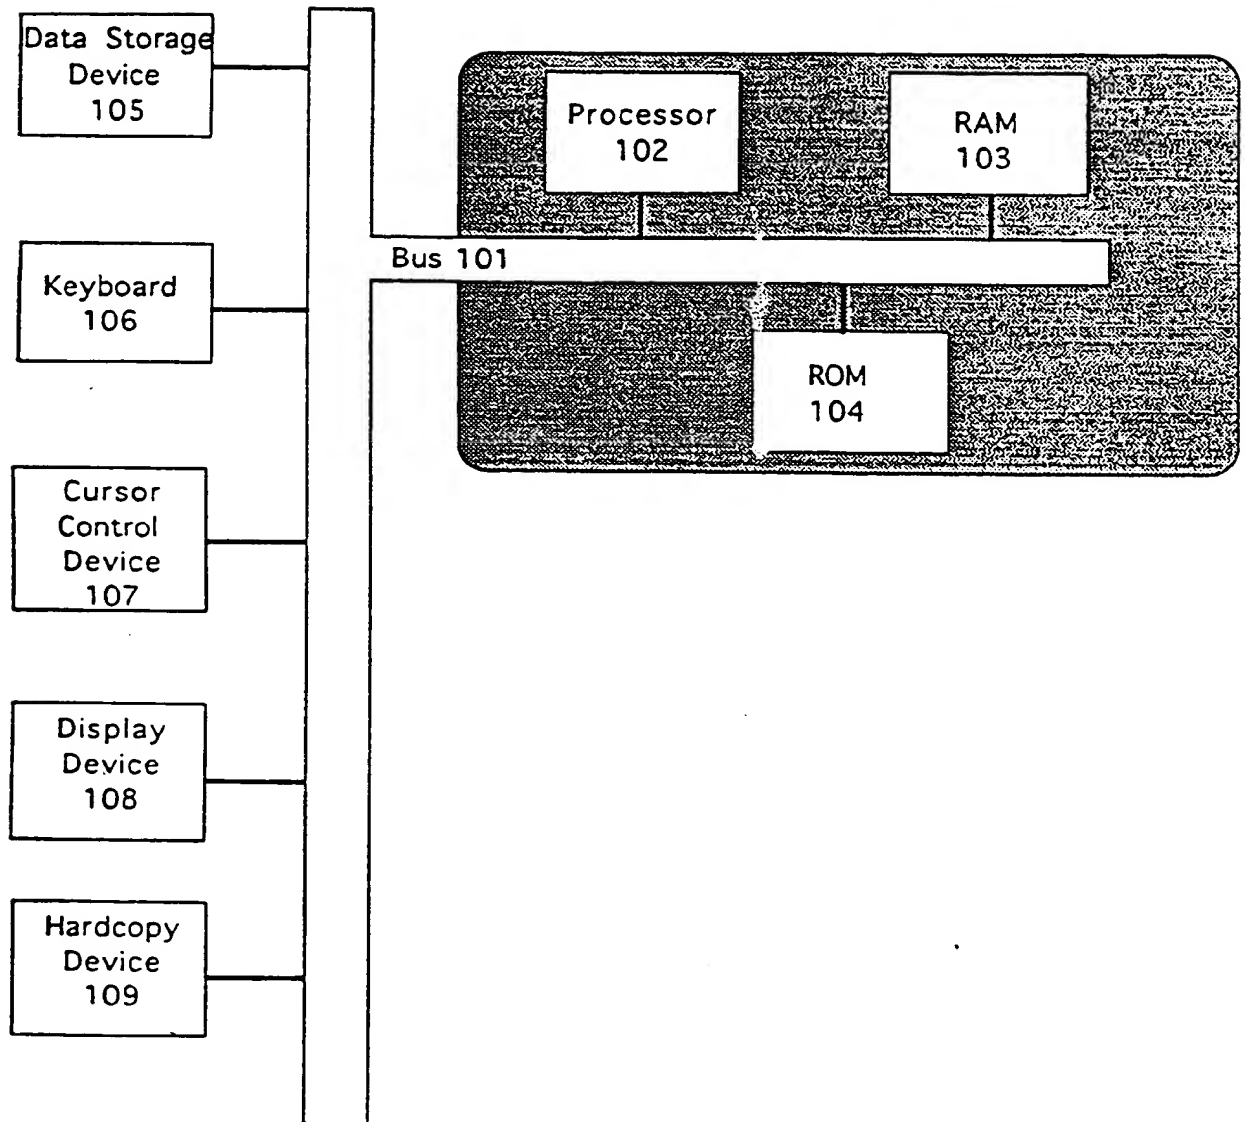 Data Storage
Device
105
Processor
102
RAM
103
Bus 101
Keyboard
106
ROM
104
Cursor
Control
Device
107
Display
Device
108
Hardcopy
Device
109